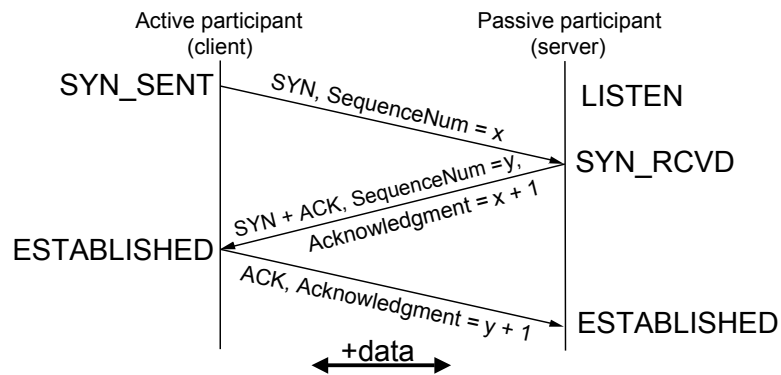 Active participant
(client)
Passive participant
(server)
SYN_SENT
SYN, SequenceNum = x
LISTEN
SYN_RCVD
SYN + ACK, SequenceNum =y,
Acknowledgment = x + 1
ESTABLISHED
ACK, Acknowledgment = y + 1
ESTABLISHED
+data